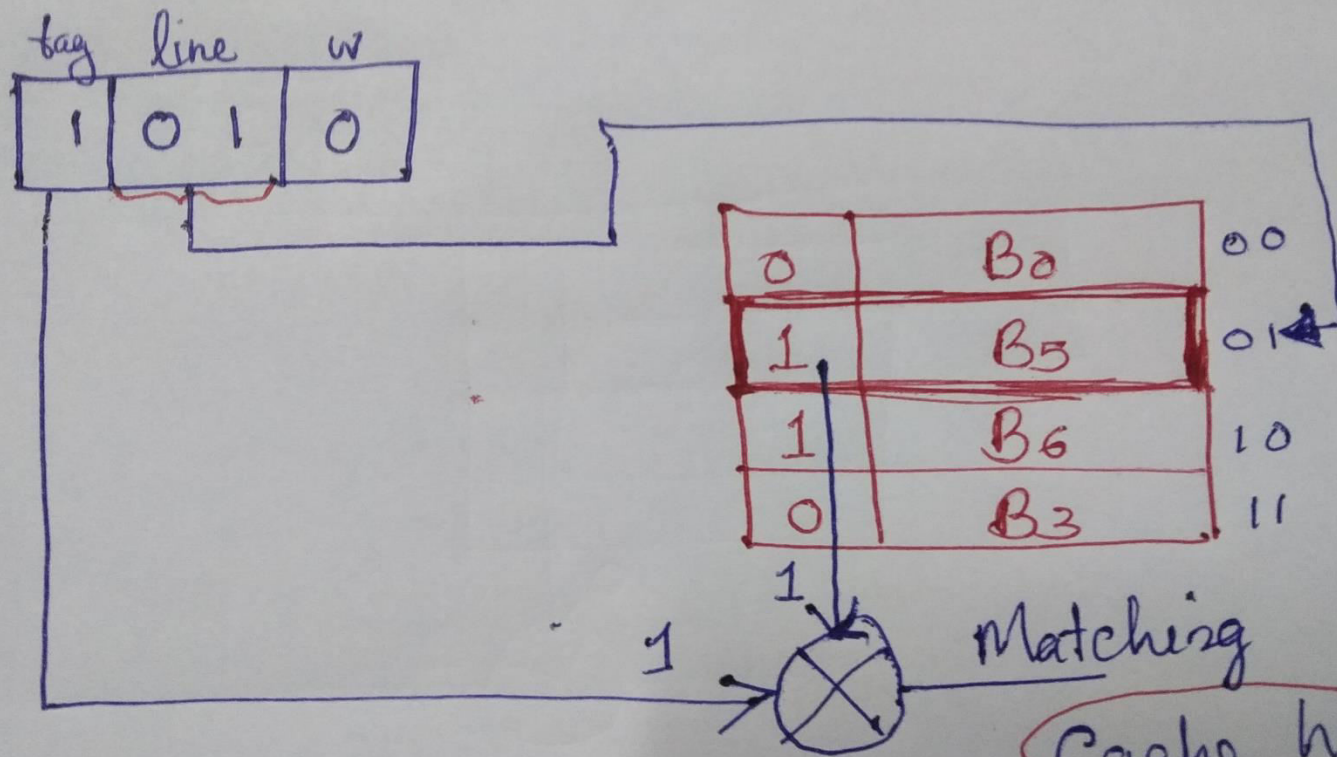 tag line w
1 0 1 0
0 B0 00
1 B5 01
1 B6 10
0 B3 11
1
1
Matching
Cache h